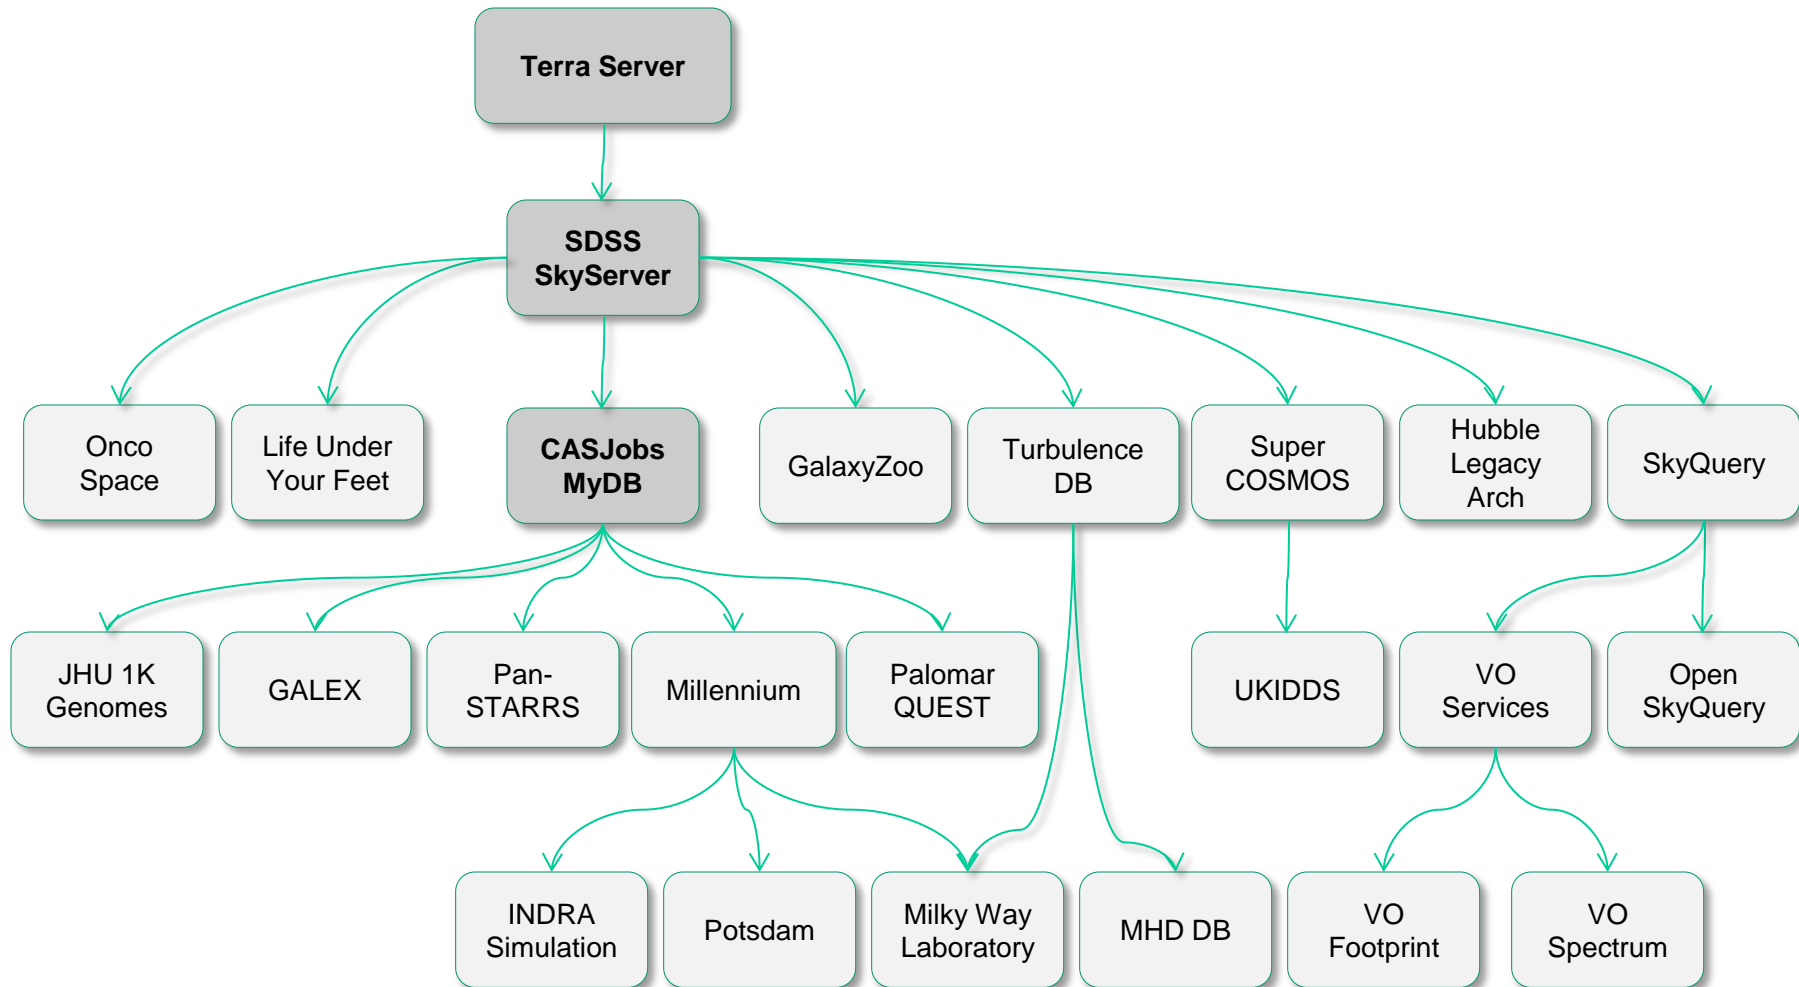 Terra Server
SDSS
SkyServer
Onco
Space
Life Under
Your Feet
CASJobs
MyDB
GalaxyZoo
Turbulence
DB
Super
COSMOS
Hubble
Legacy
Arch
SkyQuery
JHU 1K
Genomes
GALEX
Pan-
STARRS
Millennium
Palomar
QUEST
UKIDDS
VO
Services
Open
SkyQuery
INDRA
Simulation
Potsdam
Milky Way
Laboratory
MHD DB
VO
Footprint
VO
Spectrum